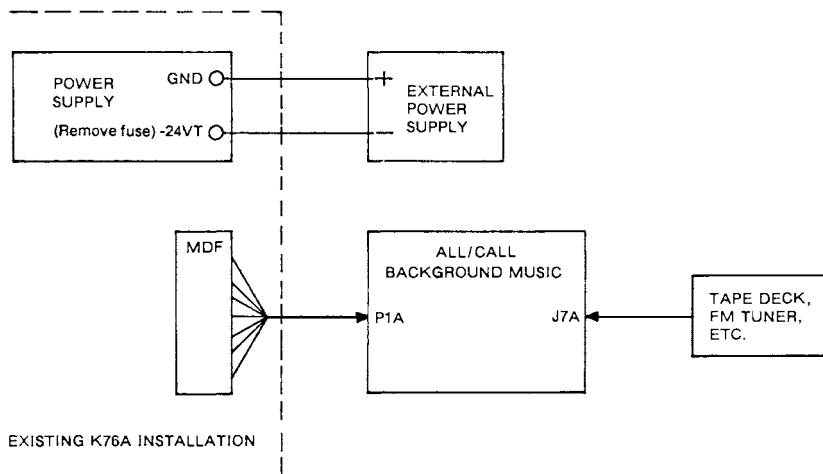 POWER
SUPPLY
GND
(Remove fuse) -24VT
+
−
EXTERNAL
POWER
SUPPLY
MDF
ALL/CALL
BACKGROUND MUSIC
P1A
J7A
TAPE DECK,
FM TUNER,
ETC.
EXISTING K76A INSTALLATION